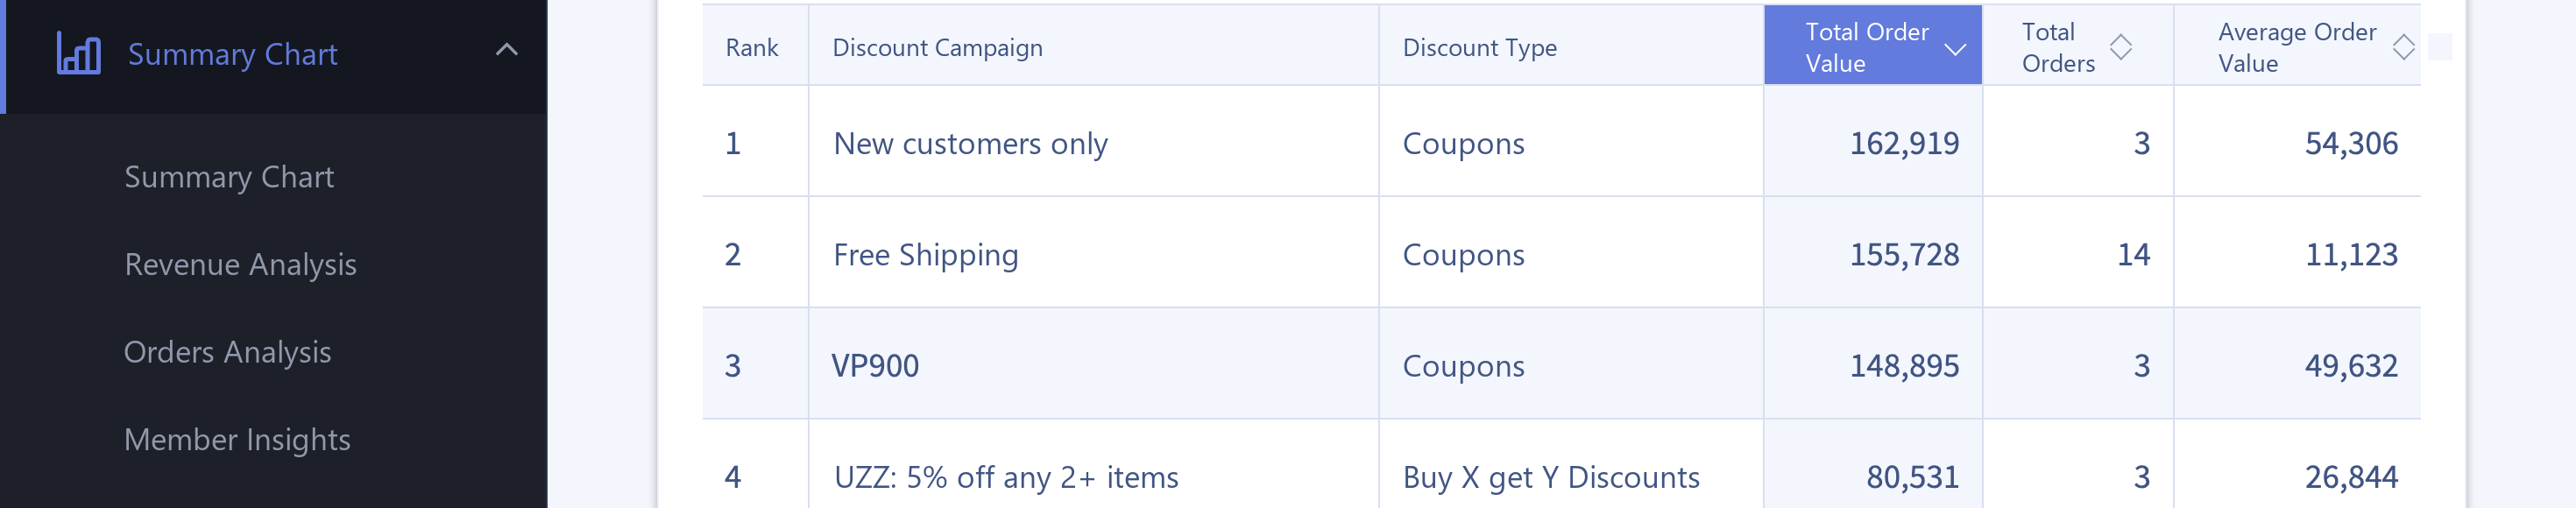 Summary Chart
Summary Chart
Revenue Analysis
Orders Analysis
Member Insights
Rank Discount Campaign Discount Type Total Order Value Total Orders Average Order Value
1 New customers only Coupons 162,919 3 54,306
2 Free Shipping Coupons 155,728 14 11,123
3 VP900 Coupons 148,895 3 49,632
4 UZZ: 5% off any 2+ items Buy X get Y Discounts 80,531 3 26,844